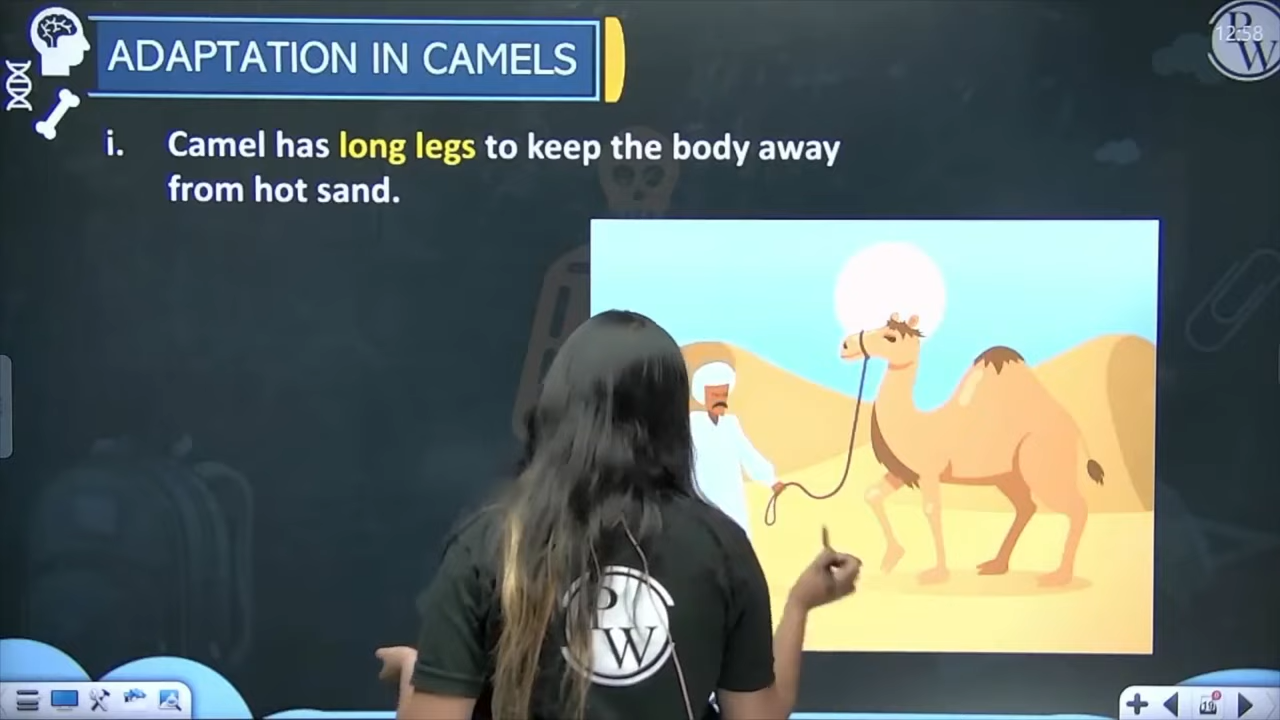 ADAPTATION IN CAMELS
12:58
P
W
i. Camel has long legs to keep the body away
from hot sand.
P
W